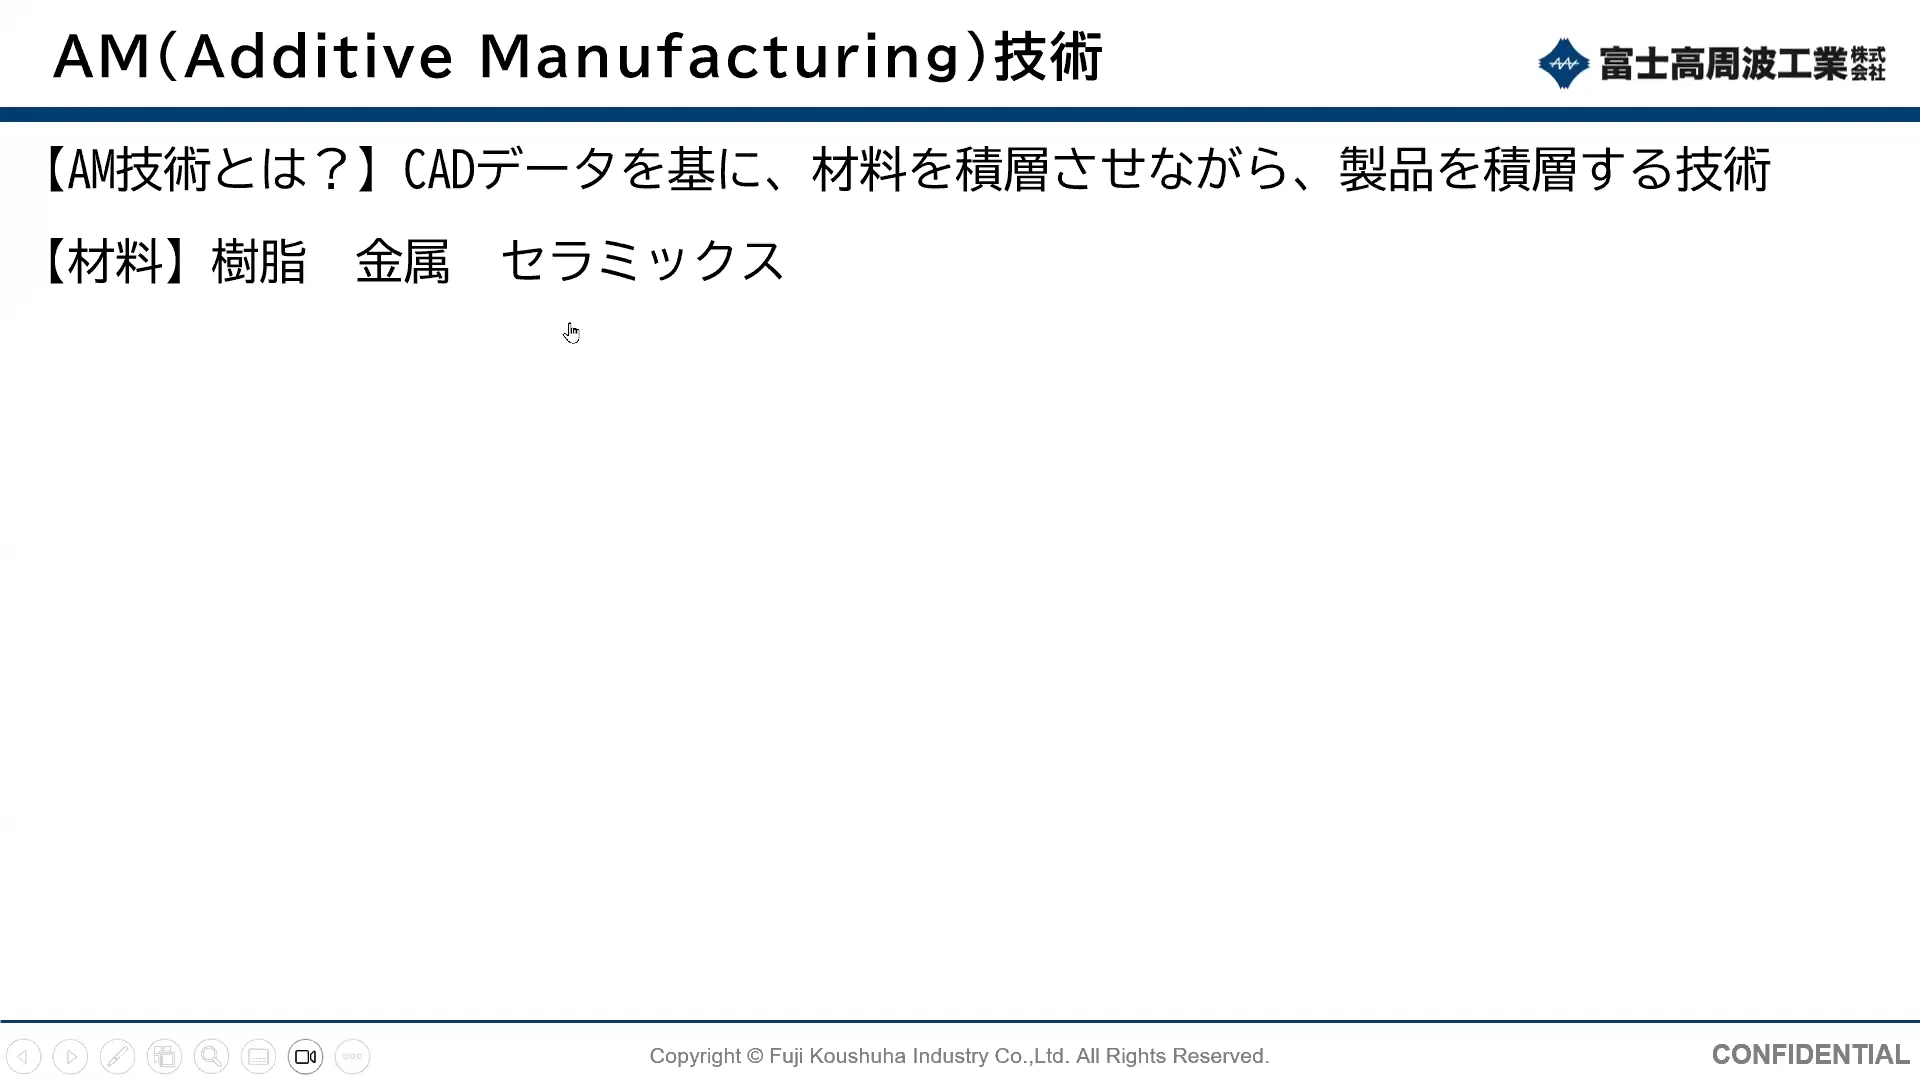 AM(Additive Manufacturing)技術
富士高周波工業株式会社
【AM技術とは？】CADデータを基に、材料を積層させながら、製品を積層する技術
【材料】樹脂　金属　セラミックス
Copyright © Fuji Koushuha Industry Co.,Ltd. All Rights Reserved.
CONFIDENTIAL